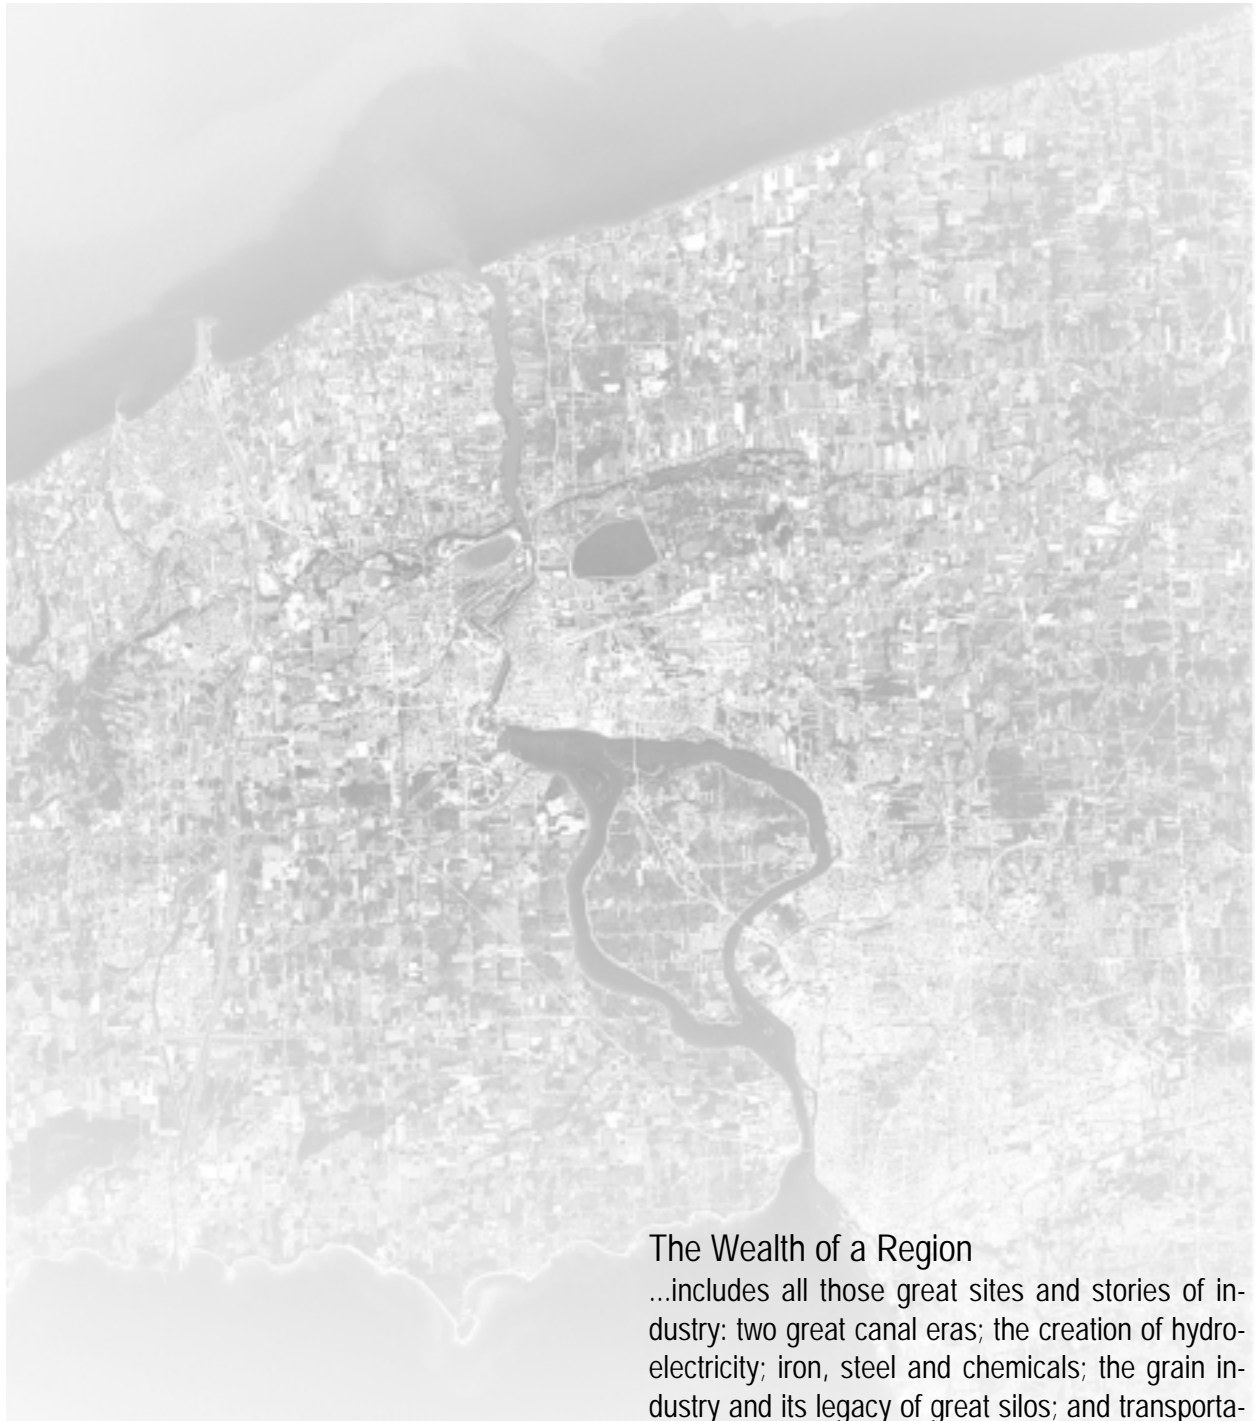 The Wealth of a Region
...includes all those great sites and stories of in-
dustry: two great canal eras; the creation of hydro-
electricity; iron, steel and chemicals; the grain in-
dustry and its legacy of great silos; and transporta-